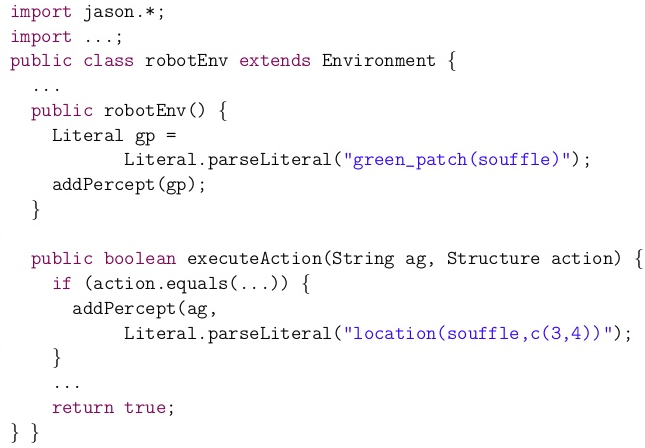 import jason.*;
import ...;
public class robotEnv extends Environment {
  ...
  public robotEnv() {
    Literal gp =
           Literal.parseLiteral("green_patch(souffle)");
    addPercept(gp);
  }

  public boolean executeAction(String ag, Structure action) {
    if (action.equals(...)) {
      addPercept(ag,
           Literal.parseLiteral("location(souffle,c(3,4))");
    }
    ...
    return true;
} }